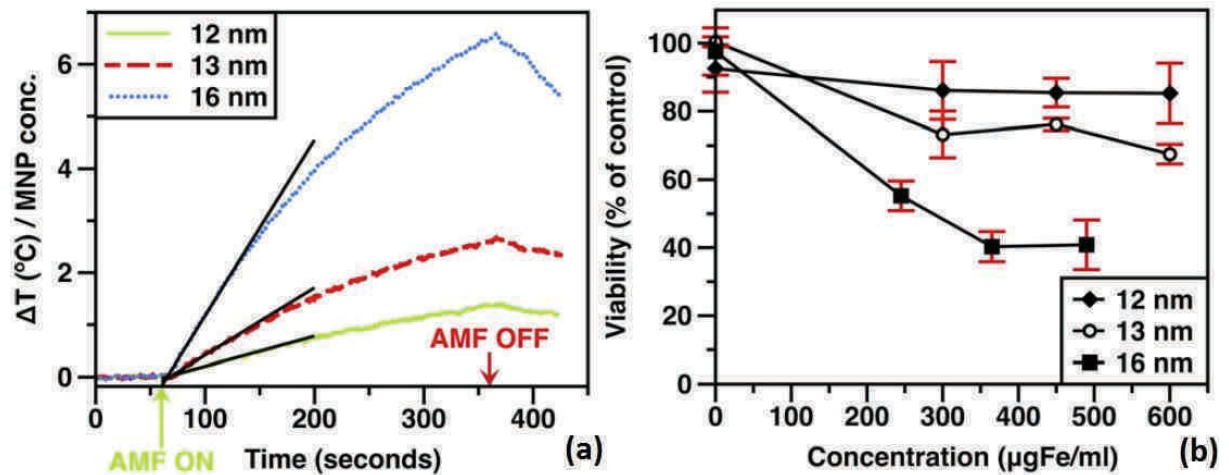 12 nm
13 nm
16 nm
ΔT (°C) / MNP conc.
6
4
2
0
0 100 200 300 400
AMF OFF
AMF ON
Time (seconds)
(a)
Viability (% of control)
100
80
60
40
20
0
12 nm
13 nm
16 nm
0 100 200 300 400 500 600
Concentration (µgFe/ml)
(b)